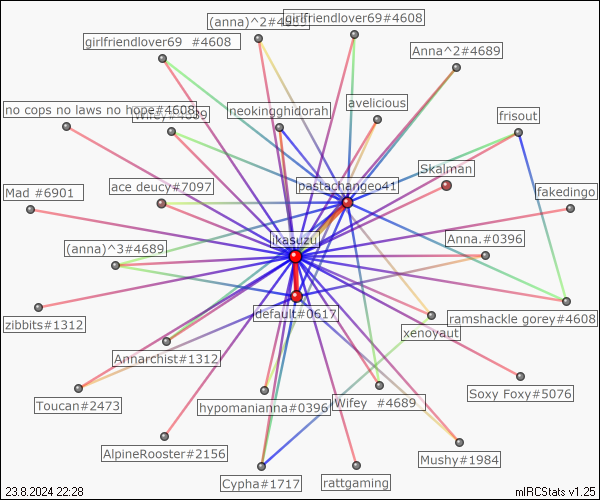 (anna)^2#4689
girlfriendlover69#4608
girlfriendlover69  #4608
Anna^2#4689
avelicious
no cops no laws no hope#4608
Wifey#4689
neokingghidorah
frisout
Skalman
ace deucy#7097
pastachangeo41
Mad #6901
fakedingo
ikasuzu
Anna.#0396
(anna)^3#4689
default#0617
ramshackle gorey#4608
zibbits#1312
xenoyaut
Annarchist#1312
Soxy Foxy#5076
Toucan#2473
hypomanianna#0396
Wifey  #4689
AlpineRooster#2156
Mushy#1984
Cypha#1717
rattgaming
23.8.2024 22:28
mIRCStats v1.25